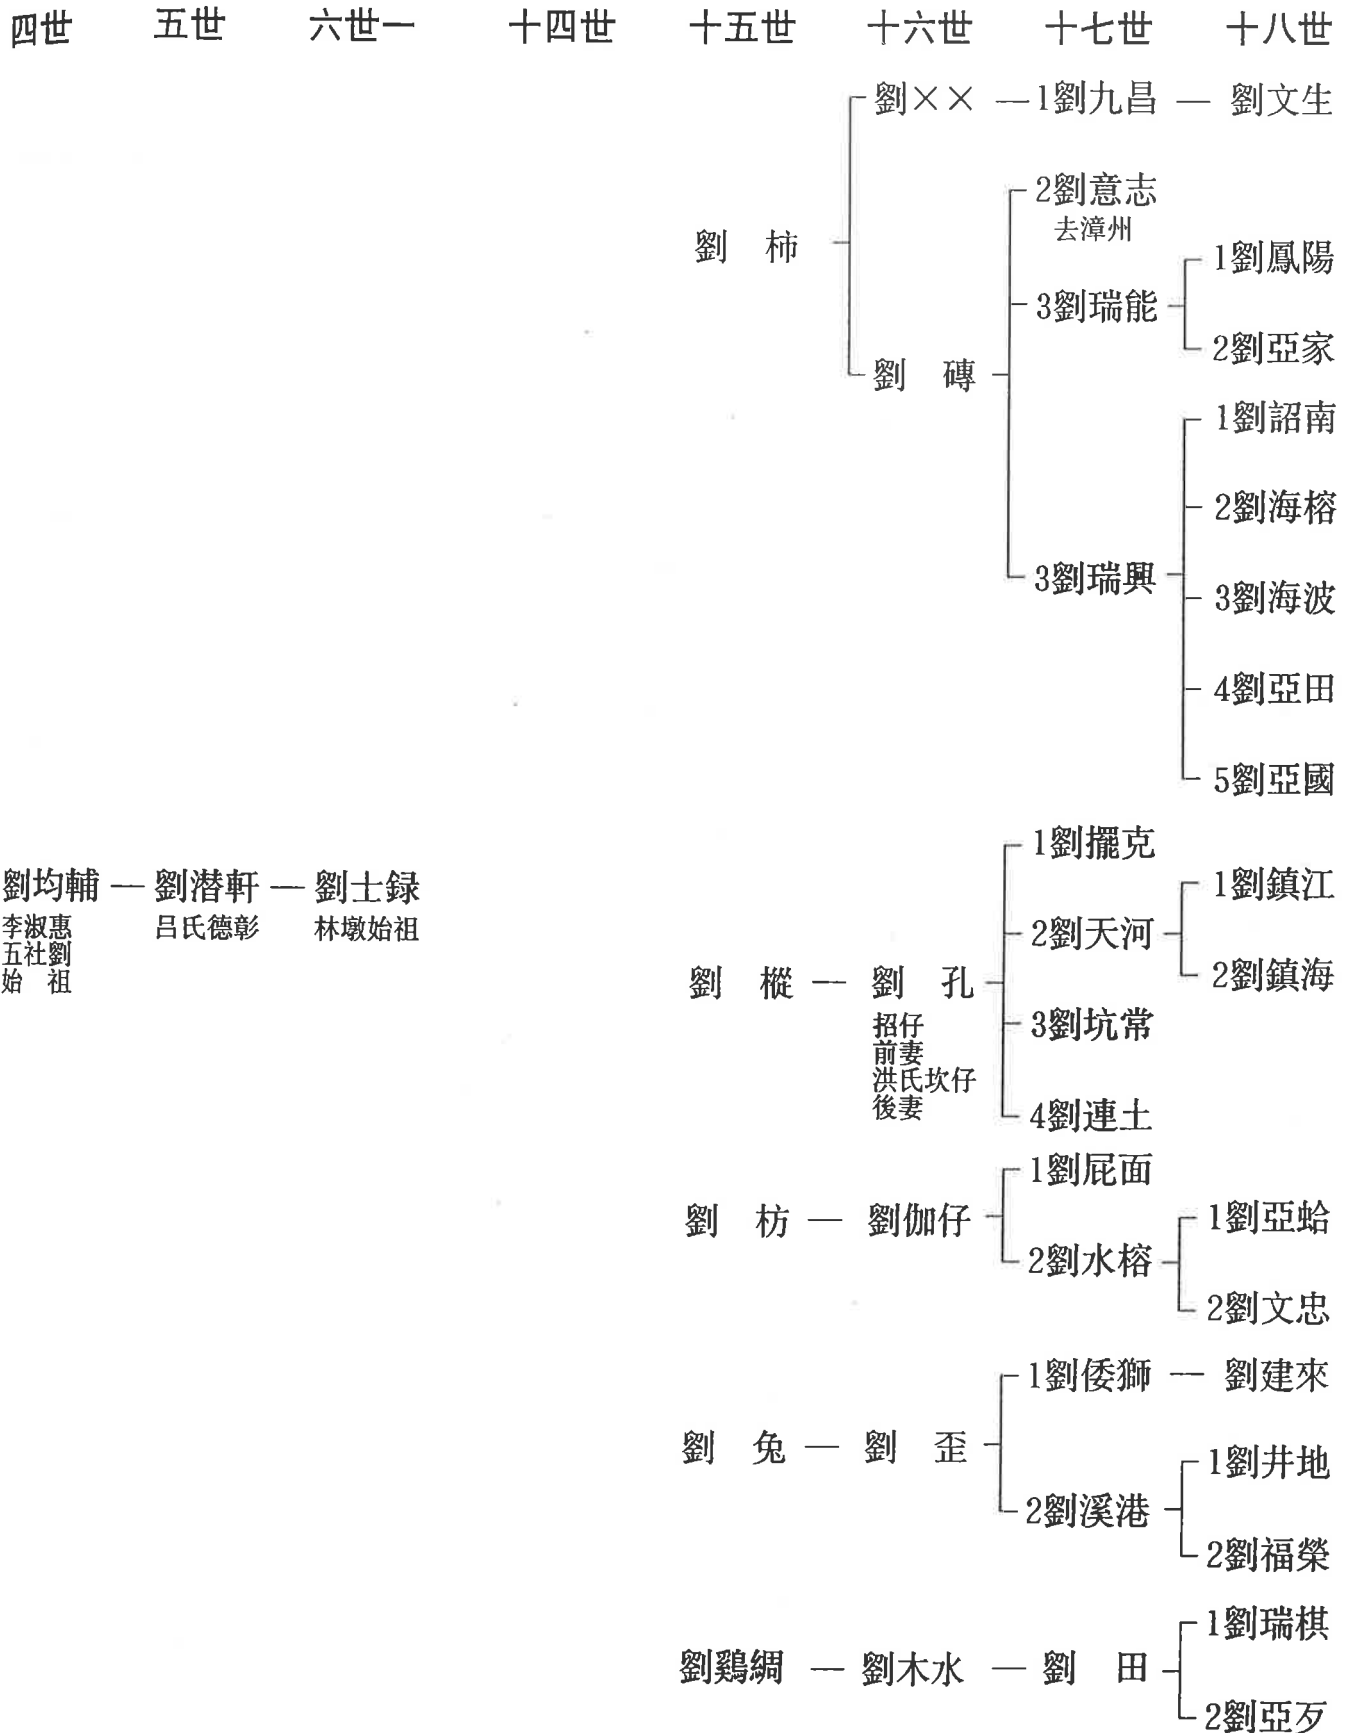 四世 五世 六世一 十四世 十五世 十六世 十七世 十八世
劉×× — 1劉九昌 — 劉文生
2劉意志
去漳州
劉 柿
1劉鳳陽
3劉瑞能
2劉亞家
劉 磚
1劉詔南
2劉海榕
3劉瑞興
3劉海波
4劉亞田
5劉亞國
1劉擺克
劉均輔 — 劉潜軒 — 劉士録
1劉鎮江
李淑惠 吕氏德彰 林墩始祖
五社劉
始 祖
2劉天河
2劉鎮海
劉 樅 — 劉 孔
招仔
前妻
洪氏坎仔
後妻
3劉坑常
4劉連土
1劉屁面
劉 枋 — 劉伽仔
1劉亞蛤
2劉水榕
2劉文忠
1劉倭獅 — 劉建來
劉 兔 — 劉 歪
1劉井地
2劉溪港
2劉福榮
1劉瑞棋
劉鷄綢 — 劉木水 — 劉 田
2劉亞歹